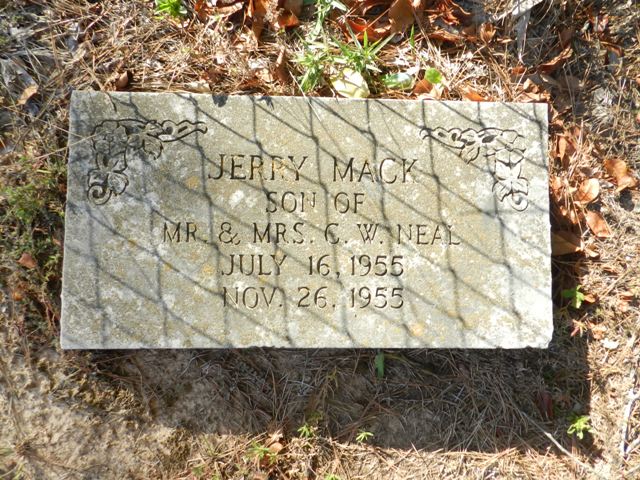 JERRY MACK
SON OF
MR. & MRS. C. W. NEAL
JULY 16, 1955
NOV. 26, 1955